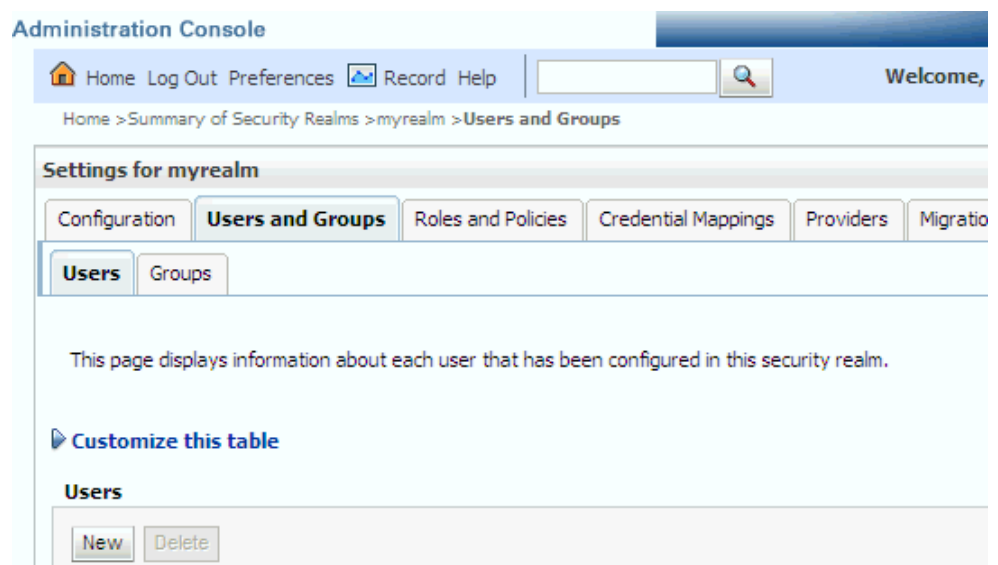 Administration Console
Home Log Out Preferences Record Help
Welcome,
Home >Summary of Security Realms >myrealm >Users and Groups
Settings for myrealm
Configuration Users and Groups Roles and Policies Credential Mappings Providers Migratio
Users Groups
This page displays information about each user that has been configured in this security realm.
Customize this table
Users
New Delete